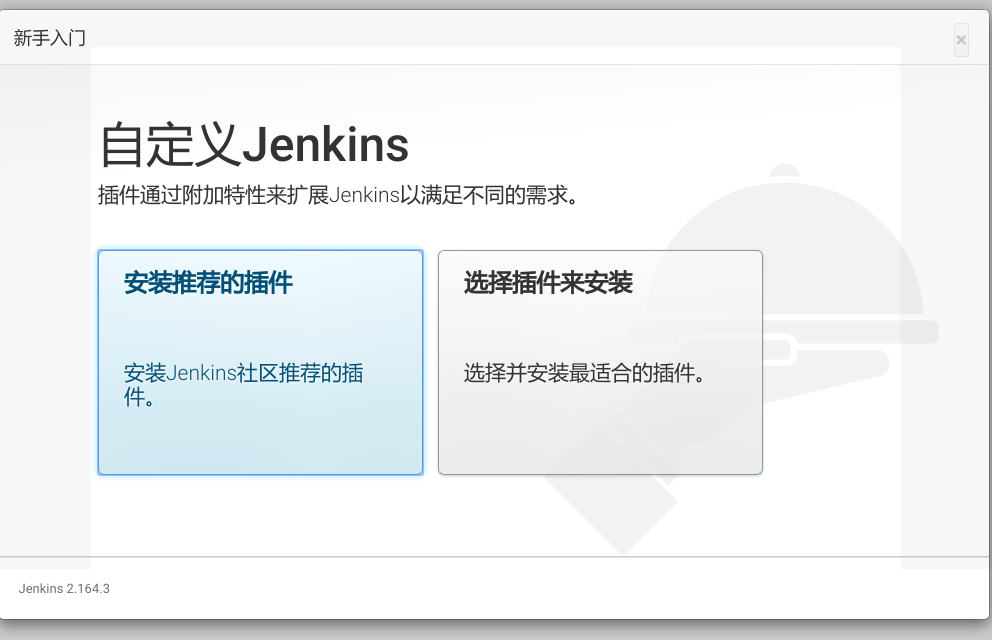 新手入门
×
自定义Jenkins
插件通过附加特性来扩展Jenkins以满足不同的需求。
安装推荐的插件
安装Jenkins社区推荐的插
件。
选择插件来安装
选择并安装最适合的插件。
Jenkins 2.164.3